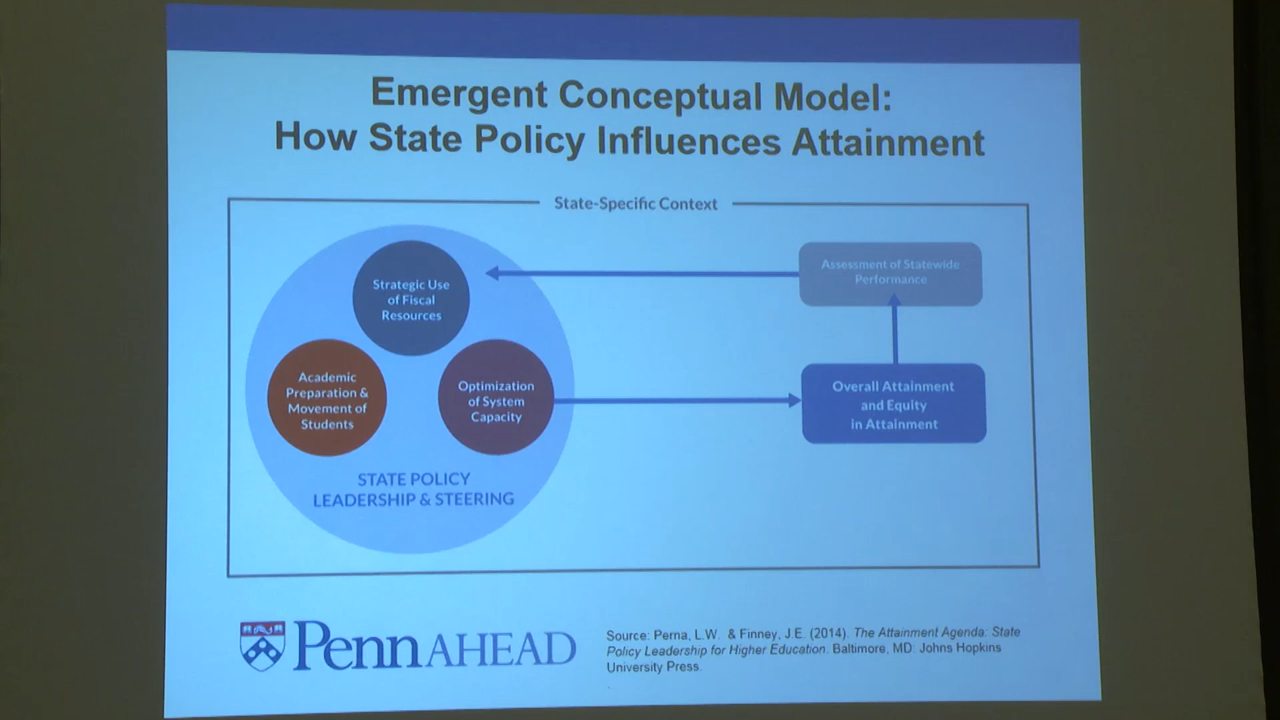 Emergent Conceptual Model:
How State Policy Influences Attainment
State-Specific Context
Strategic Use
of Fiscal
Resources
Academic
Preparation &
Movement of
Students
Optimization
of System
Capacity
STATE POLICY
LEADERSHIP & STEERING
Assessment of Statewide
Performance
Overall Attainment
and Equity
in Attainment
Penn AHEAD
Source: Perna, L.W. & Finney, J.E. (2014). The Attainment Agenda: State
Policy Leadership for Higher Education. Baltimore, MD: Johns Hopkins
University Press.